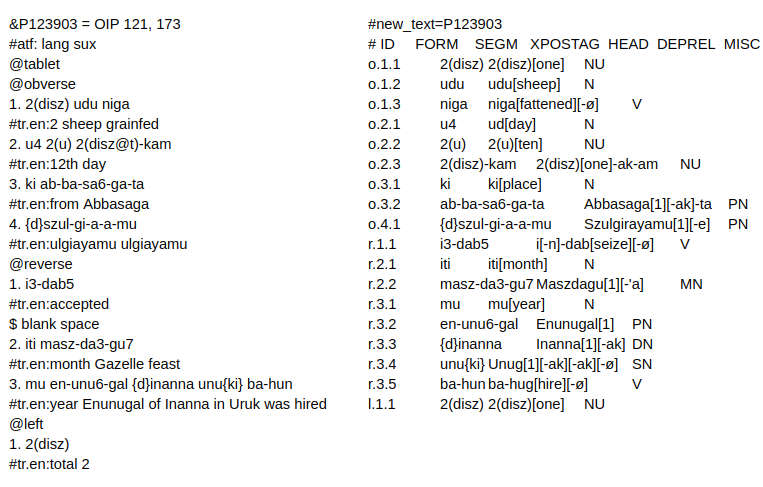 &P123903 = OIP 121, 173
#atf: lang sux
@tablet
@obverse
1. 2(disz) udu niga
#tr.en:2 sheep grainfed
2. u4 2(u) 2(disz@t)-kam
#tr.en:12th day
3. ki ab-ba-sa6-ga-ta
#tr.en:from Abbasaga
4. {d}szul-gi-a-a-mu
#tr.en:ulgiayamu ulgiayamu
@reverse
1. i3-dab5
#tr.en:accepted
$ blank space
2. iti masz-da3-gu7
#tr.en:month Gazelle feast
3. mu en-unu6-gal {d}inanna unu{ki} ba-hun
#tr.en:year Enunugal of Inanna in Uruk was hired
@left
1. 2(disz)
#tr.en:total 2
#new_text=P123903
# ID FORM SEGM XPOSTAG HEAD DEPREL MISC
o.1.1 2(disz) 2(disz)[one] NU
o.1.2 udu udu[sheep] N
o.1.3 niga niga[fattened][-ø] V
o.2.1 u4 ud[day] N
o.2.2 2(u) 2(u)[ten] NU
o.2.3 2(disz)-kam 2(disz)[one]-ak-am NU
o.3.1 ki ki[place] N
o.3.2 ab-ba-sa6-ga-ta Abbasaga[1][-ak]-ta PN
o.4.1 {d}szul-gi-a-a-mu Szulgirayamu[1][-e] PN
r.1.1 i3-dab5 i[-n]-dab[seize][-ø] V
r.2.1 iti iti[month] N
r.2.2 masz-da3-gu7 Maszdagu[1][-'a] MN
r.3.1 mu mu[year] N
r.3.2 en-unu6-gal Enunugal[1] PN
r.3.3 {d}inanna Inanna[1][-ak] DN
r.3.4 unu{ki} Unug[1][-ak][-ak][-ø] SN
r.3.5 ba-hun ba-hug[hire][-ø] V
l.1.1 2(disz) 2(disz)[one] NU